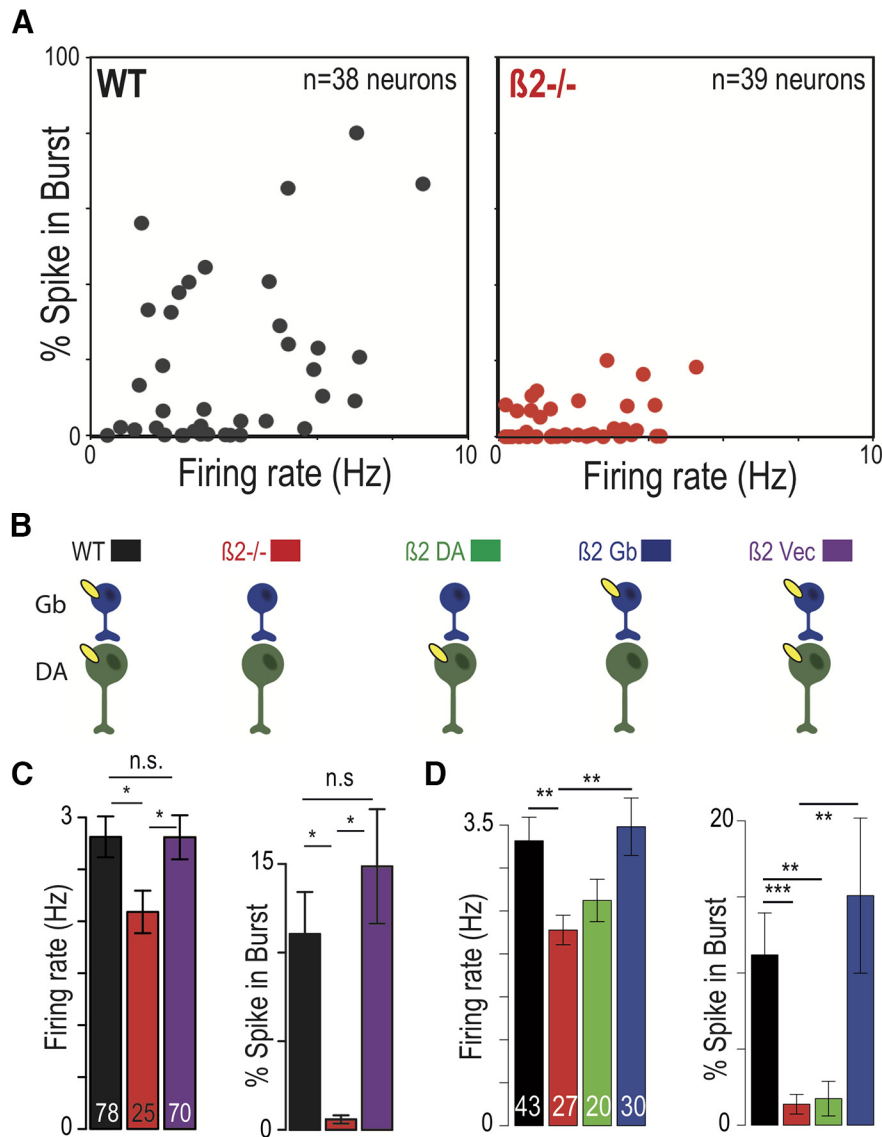 A
100
WT
n=38 neurons
ß2-/-
n=39 neurons
% Spike in Burst
0
0
10
0
10
Firing rate (Hz)
Firing rate (Hz)
B
WT
ß2-/-
ß2 DA
ß2 Gb
ß2 Vec
Gb
DA
C
n.s.
*
*
3
Firing rate (Hz)
0
78
25
70
n.s
*
*
15
% Spike in Burst
0
D
**
**
3.5
Firing rate (Hz)
0
43
27
20
30
**
**
***
20
% Spike in Burst
0